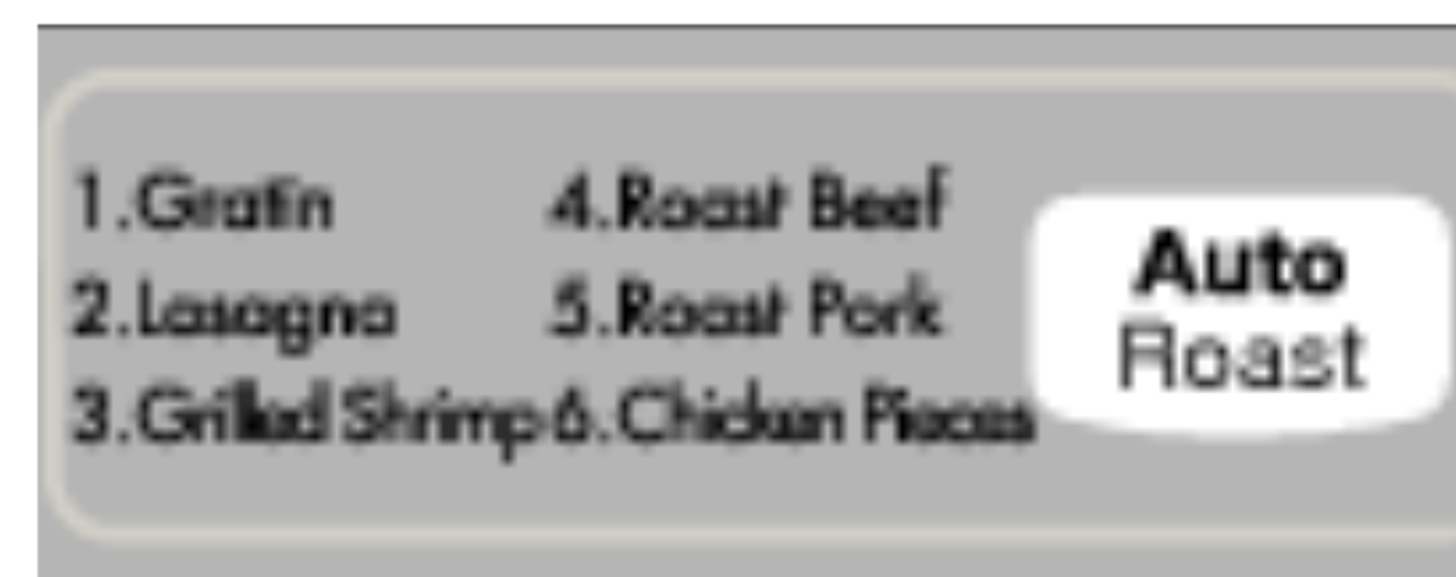 1.Gratin
2.Lasagna
3.Grilled Shrimp
4.Roast Beef
5.Roast Pork
6.Chicken Pieces
Auto
Roast